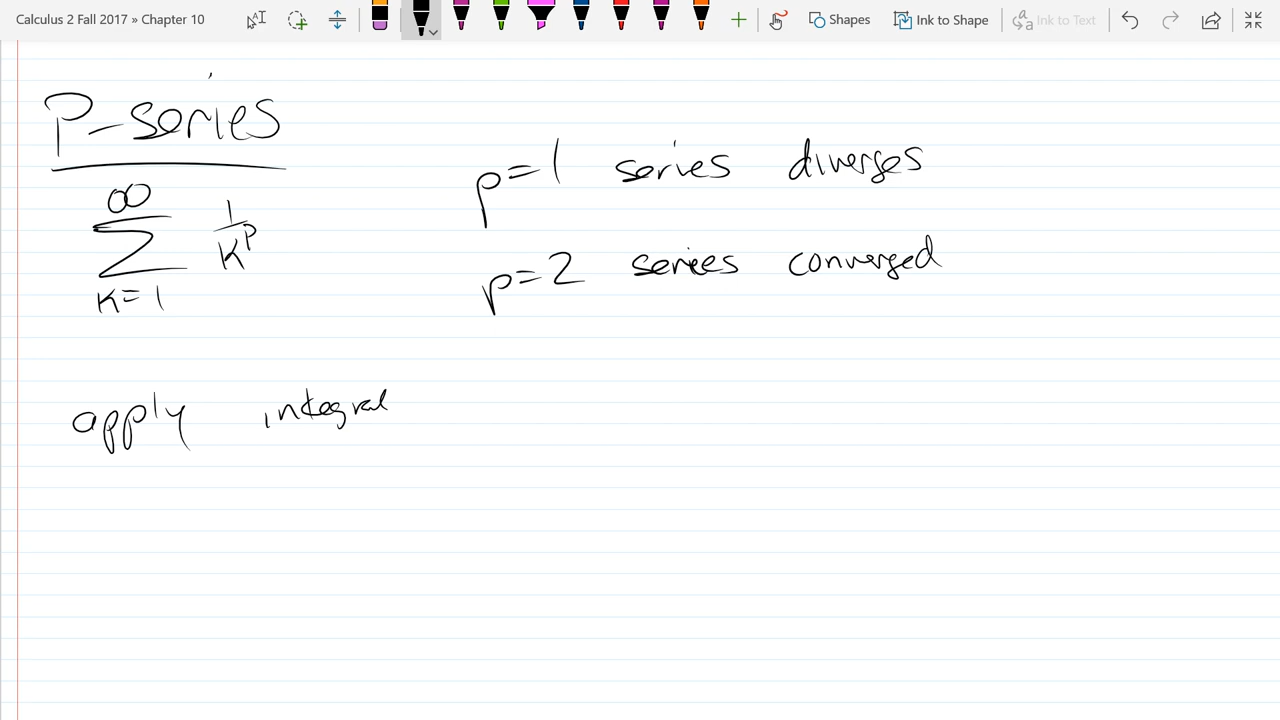 Calculus 2 Fall 2017 » Chapter 10
Shapes
Ink to Shape
Ink to Text
P-series
∞
∑ 1/K^p
K=1
p=1 series diverges
p=2 series converged
apply integral